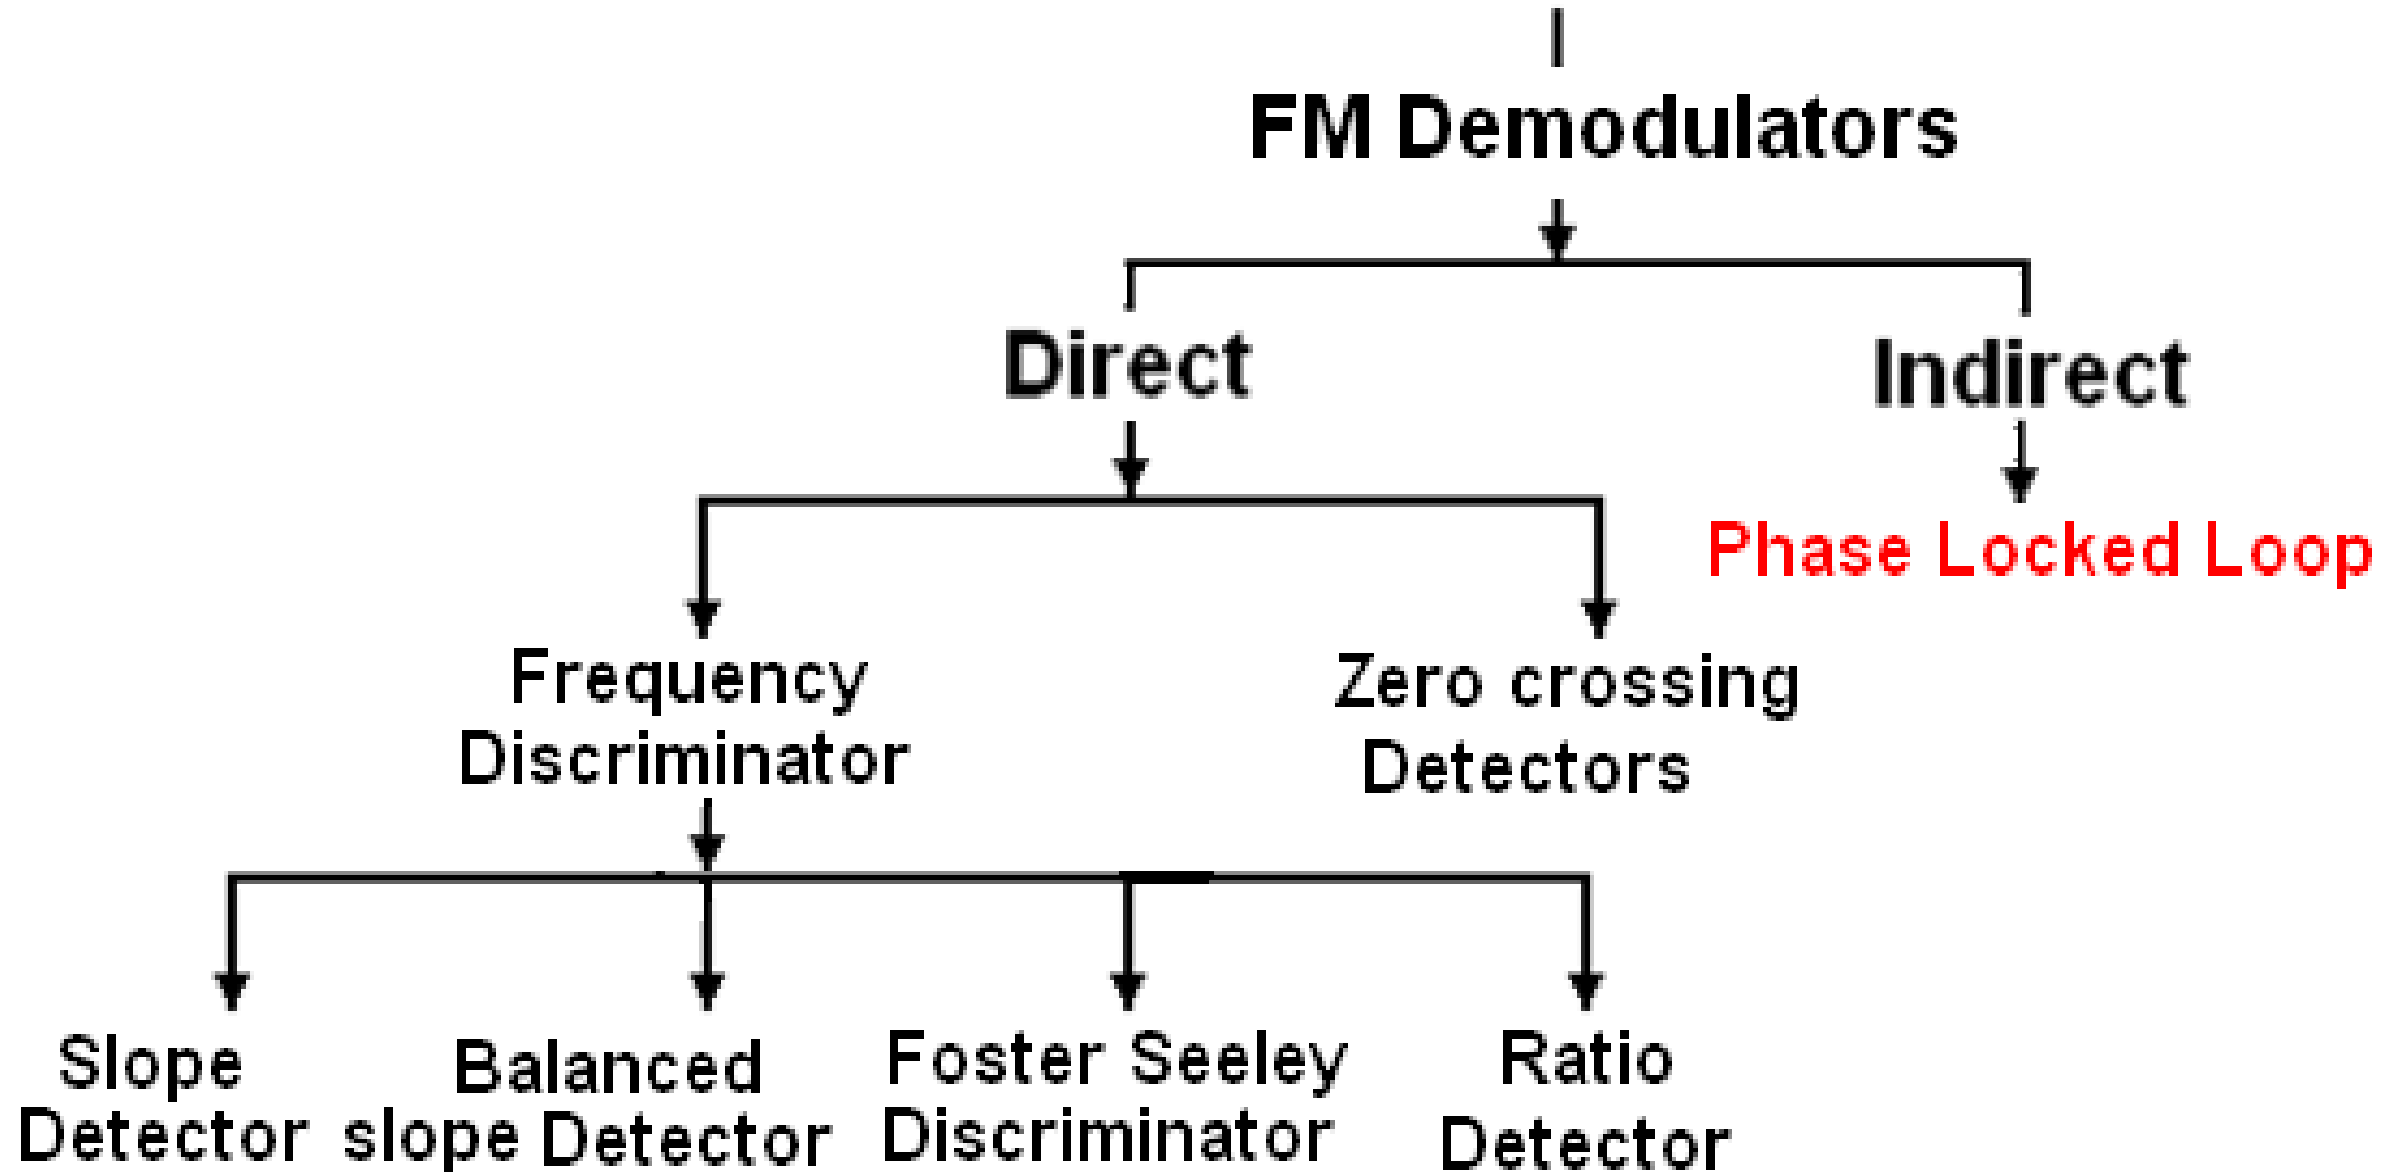 FM Demodulators
Direct
Indirect
Phase Locked Loop
Frequency
Discriminator
Zero crossing
Detectors
Slope
Detector
Balanced
slope Detector
Foster Seeley
Discriminator
Ratio
Detector